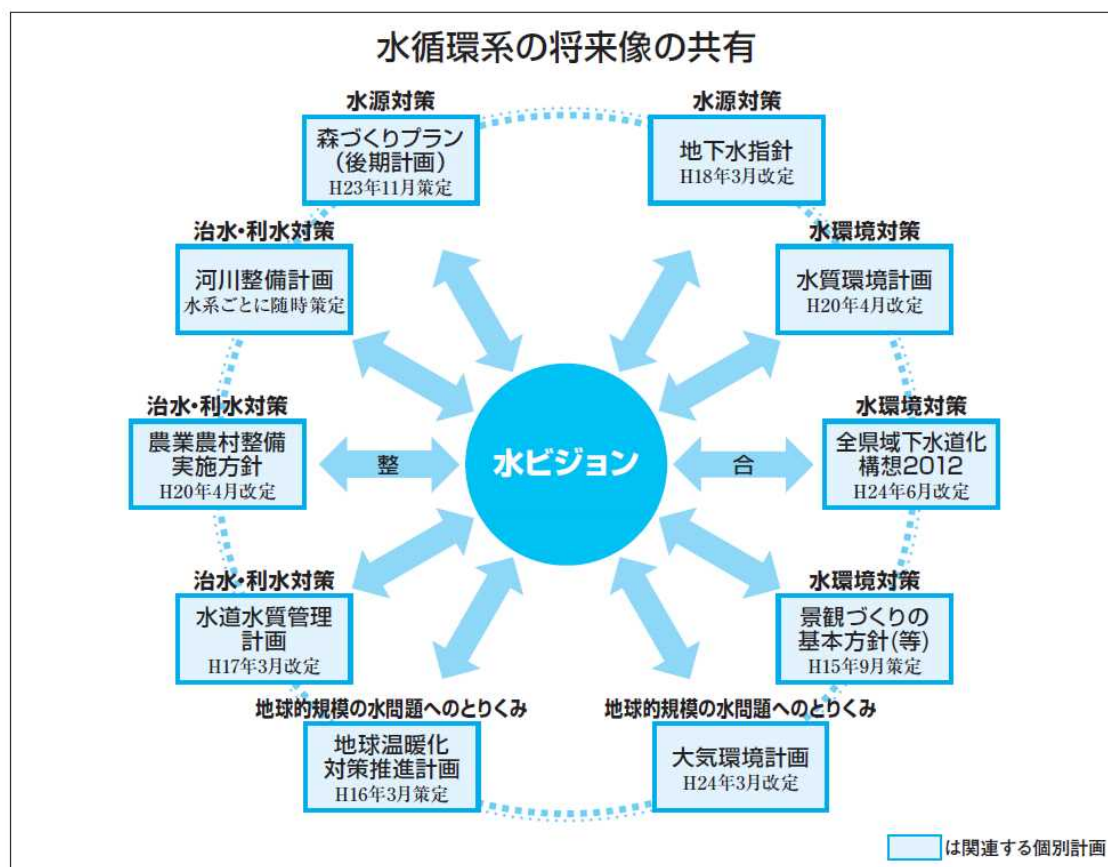 水循環系の将来像の共有
水源対策
森づくりプラン
(後期計画)
H23年11月策定
水源対策
地下水指針
H18年3月改定
治水・利水対策
河川整備計画
水系ごとに随時策定
水環境対策
水質環境計画
H20年4月改定
治水・利水対策
農業農村整備
実施方針
H20年4月改定
整
水ビジョン
合
水環境対策
全県域下水道化
構想2012
H24年6月改定
治水・利水対策
水道水質管理
計画
H17年3月改定
水環境対策
景観づくりの
基本方針(等)
H15年9月策定
地球的規模の水問題へのとりくみ
地球温暖化
対策推進計画
H16年3月策定
地球的規模の水問題へのとりくみ
大気環境計画
H24年3月改定
は関連する個別計画